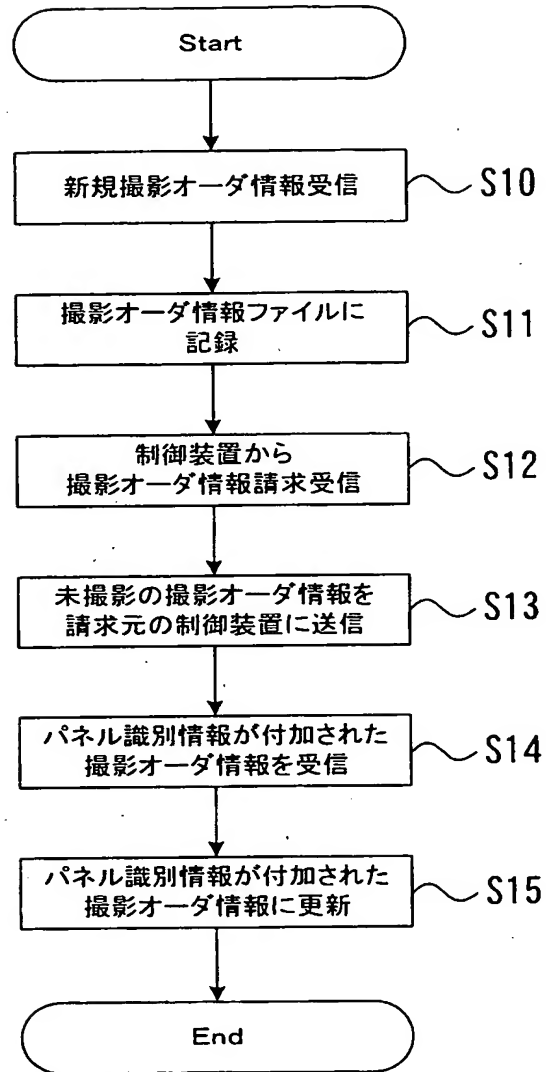 Start
新規撮影オーダ情報受信
S10
撮影オーダ情報ファイルに
記録
S11
制御装置から
撮影オーダ情報請求受信
S12
未撮影の撮影オーダ情報を
請求元の制御装置に送信
S13
パネル識別情報が付加された
撮影オーダ情報を受信
S14
パネル識別情報が付加された
撮影オーダ情報に更新
S15
End